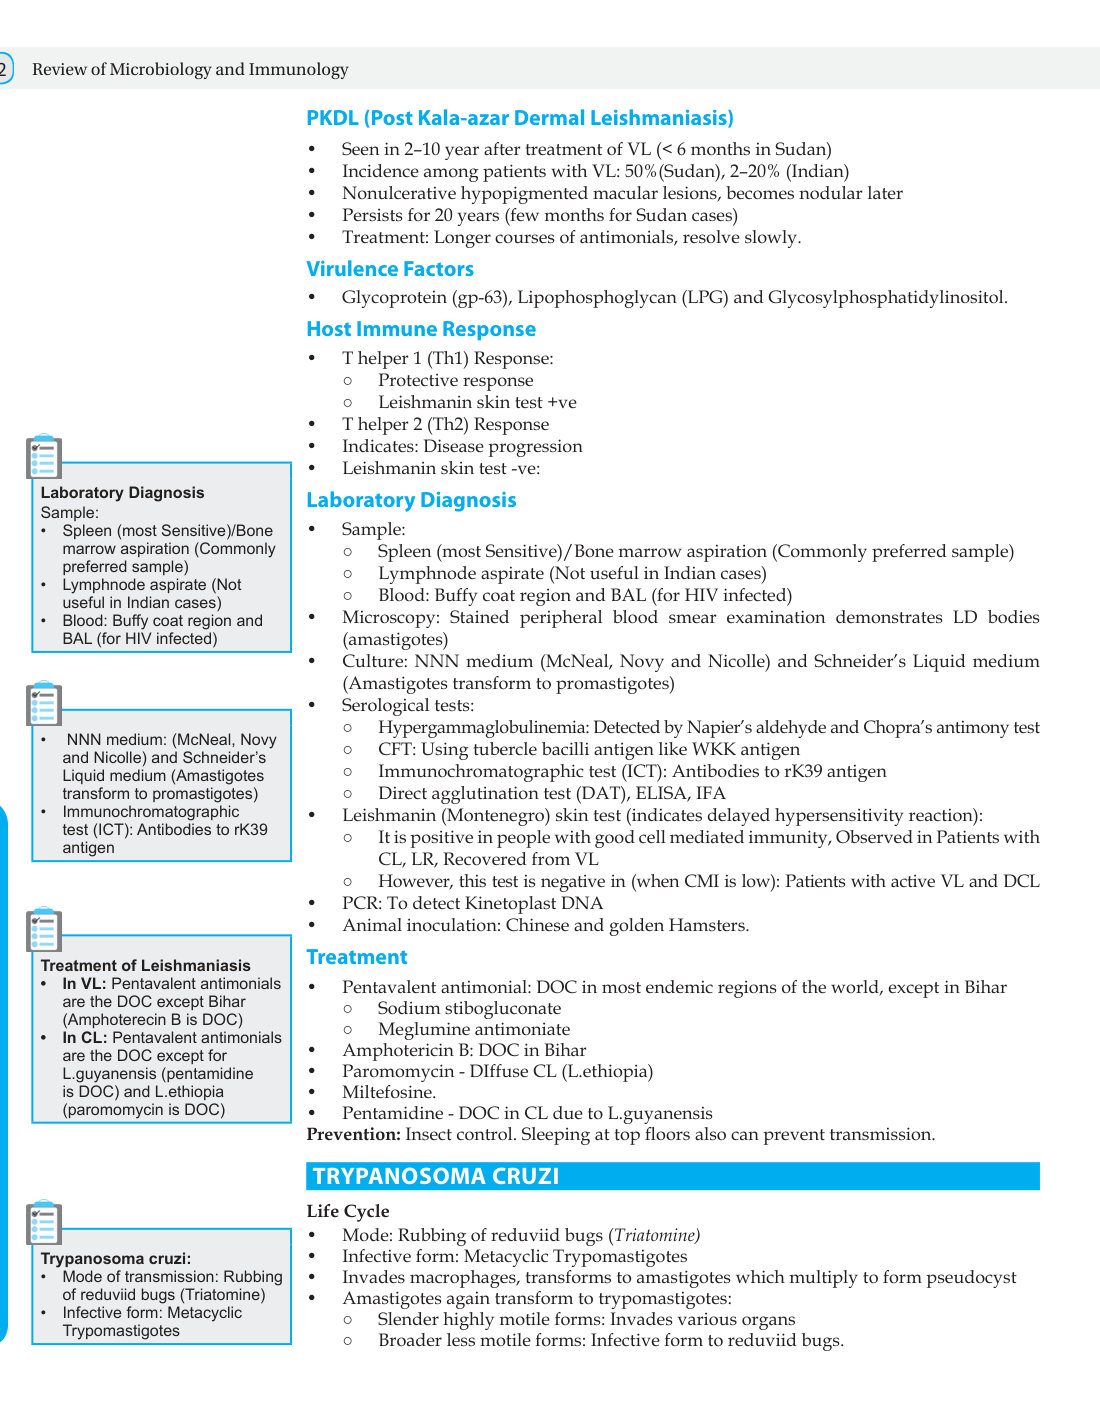 2 Review of Microbiology and Immunology
PKDL (Post Kala-azar Dermal Leishmaniasis)
• Seen in 2–10 year after treatment of VL (< 6 months in Sudan)
• Incidence among patients with VL: 50%(Sudan), 2–20% (Indian)
• Nonulcerative hypopigmented macular lesions, becomes nodular later
• Persists for 20 years (few months for Sudan cases)
• Treatment: Longer courses of antimonials, resolve slowly.
Virulence Factors
• Glycoprotein (gp-63), Lipophosphoglycan (LPG) and Glycosylphosphatidylinositol.
Host Immune Response
• T helper 1 (Th1) Response:
○ Protective response
○ Leishmanin skin test +ve
• T helper 2 (Th2) Response
• Indicates: Disease progression
• Leishmanin skin test -ve:
Laboratory Diagnosis
• Sample:
○ Spleen (most Sensitive)/Bone marrow aspiration (Commonly preferred sample)
○ Lymphnode aspirate (Not useful in Indian cases)
○ Blood: Buffy coat region and BAL (for HIV infected)
• Microscopy: Stained peripheral blood smear examination demonstrates LD bodies
(amastigotes)
• Culture: NNN medium (McNeal, Novy and Nicolle) and Schneider's Liquid medium
(Amastigotes transform to promastigotes)
• Serological tests:
○ Hypergammaglobulinemia: Detected by Napier's aldehyde and Chopra's antimony test
○ CFT: Using tubercle bacilli antigen like WKK antigen
○ Immunochromatographic test (ICT): Antibodies to rK39 antigen
○ Direct agglutination test (DAT), ELISA, IFA
• Leishmanin (Montenegro) skin test (indicates delayed hypersensitivity reaction):
○ It is positive in people with good cell mediated immunity, Observed in Patients with
CL, LR, Recovered from VL
○ However, this test is negative in (when CMI is low): Patients with active VL and DCL
• PCR: To detect Kinetoplast DNA
• Animal inoculation: Chinese and golden Hamsters.
Treatment
• Pentavalent antimonial: DOC in most endemic regions of the world, except in Bihar
○ Sodium stibogluconate
○ Meglumine antimoniate
• Amphotericin B: DOC in Bihar
• Paromomycin - DIffuse CL (L.ethiopia)
• Miltefosine.
• Pentamidine - DOC in CL due to L.guyanensis
Prevention: Insect control. Sleeping at top floors also can prevent transmission.
TRYPANOSOMA CRUZI
Life Cycle
• Mode: Rubbing of reduviid bugs (Triatomine)
• Infective form: Metacyclic Trypomastigotes
• Invades macrophages, transforms to amastigotes which multiply to form pseudocyst
• Amastigotes again transform to trypomastigotes:
○ Slender highly motile forms: Invades various organs
○ Broader less motile forms: Infective form to reduviid bugs.
Laboratory Diagnosis
Sample:
• Spleen (most Sensitive)/Bone
marrow aspiration (Commonly
preferred sample)
• Lymphnode aspirate (Not
useful in Indian cases)
• Blood: Buffy coat region and
BAL (for HIV infected)
• NNN medium: (McNeal, Novy
and Nicolle) and Schneider's
Liquid medium (Amastigotes
transform to promastigotes)
• Immunochromatographic
test (ICT): Antibodies to rK39
antigen
Treatment of Leishmaniasis
• In VL: Pentavalent antimonials
are the DOC except Bihar
(Amphoterecin B is DOC)
• In CL: Pentavalent antimonials
are the DOC except for
L.guyanensis (pentamidine
is DOC) and L.ethiopia
(paromomycin is DOC)
Trypanosoma cruzi:
• Mode of transmission: Rubbing
of reduviid bugs (Triatomine)
• Infective form: Metacyclic
Trypomastigotes